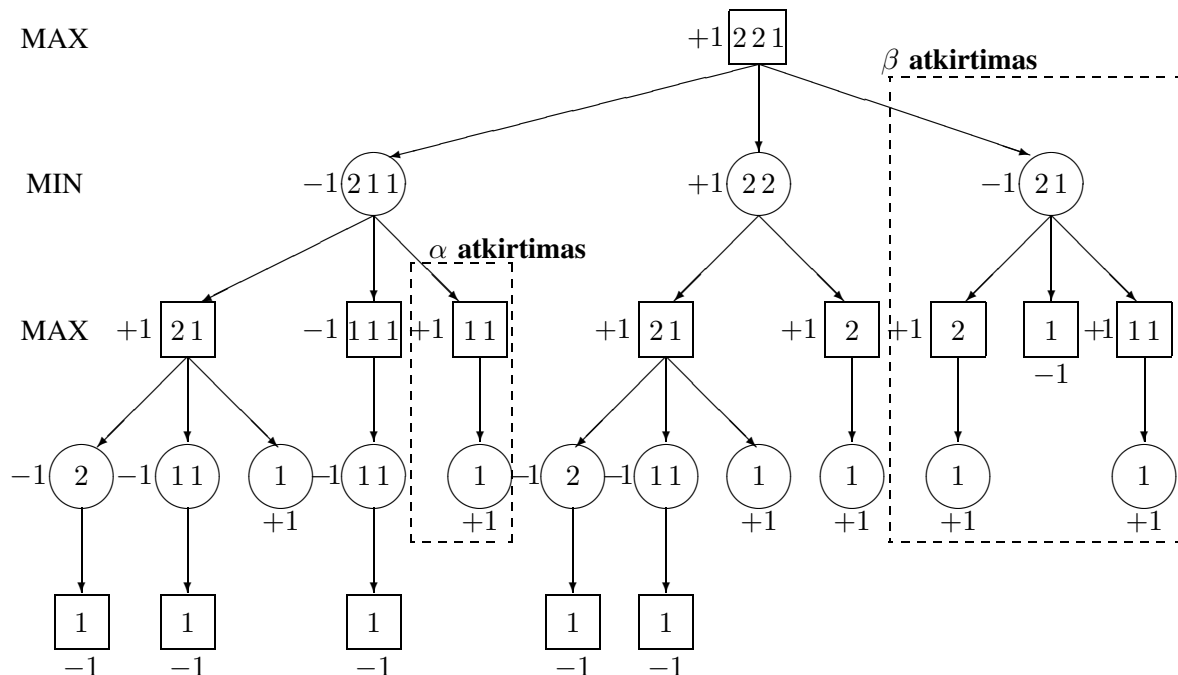 MAX +1 2 2 1
β atkirtimas
MIN −1 2 1 1 +1 2 2 −1 2 1
α atkirtimas
MAX +1 2 1 −1 1 1 1 +1 1 1 +1 2 1 +1 2 +1 2 1 +1 1 1
−1
−1 2 −1 1 1 1 −1 1 1 1 −1 2 −1 1 1 1 1 1 1
+1 +1 +1 +1 +1 +1
1 1 1 1 1
−1 −1 −1 −1 −1